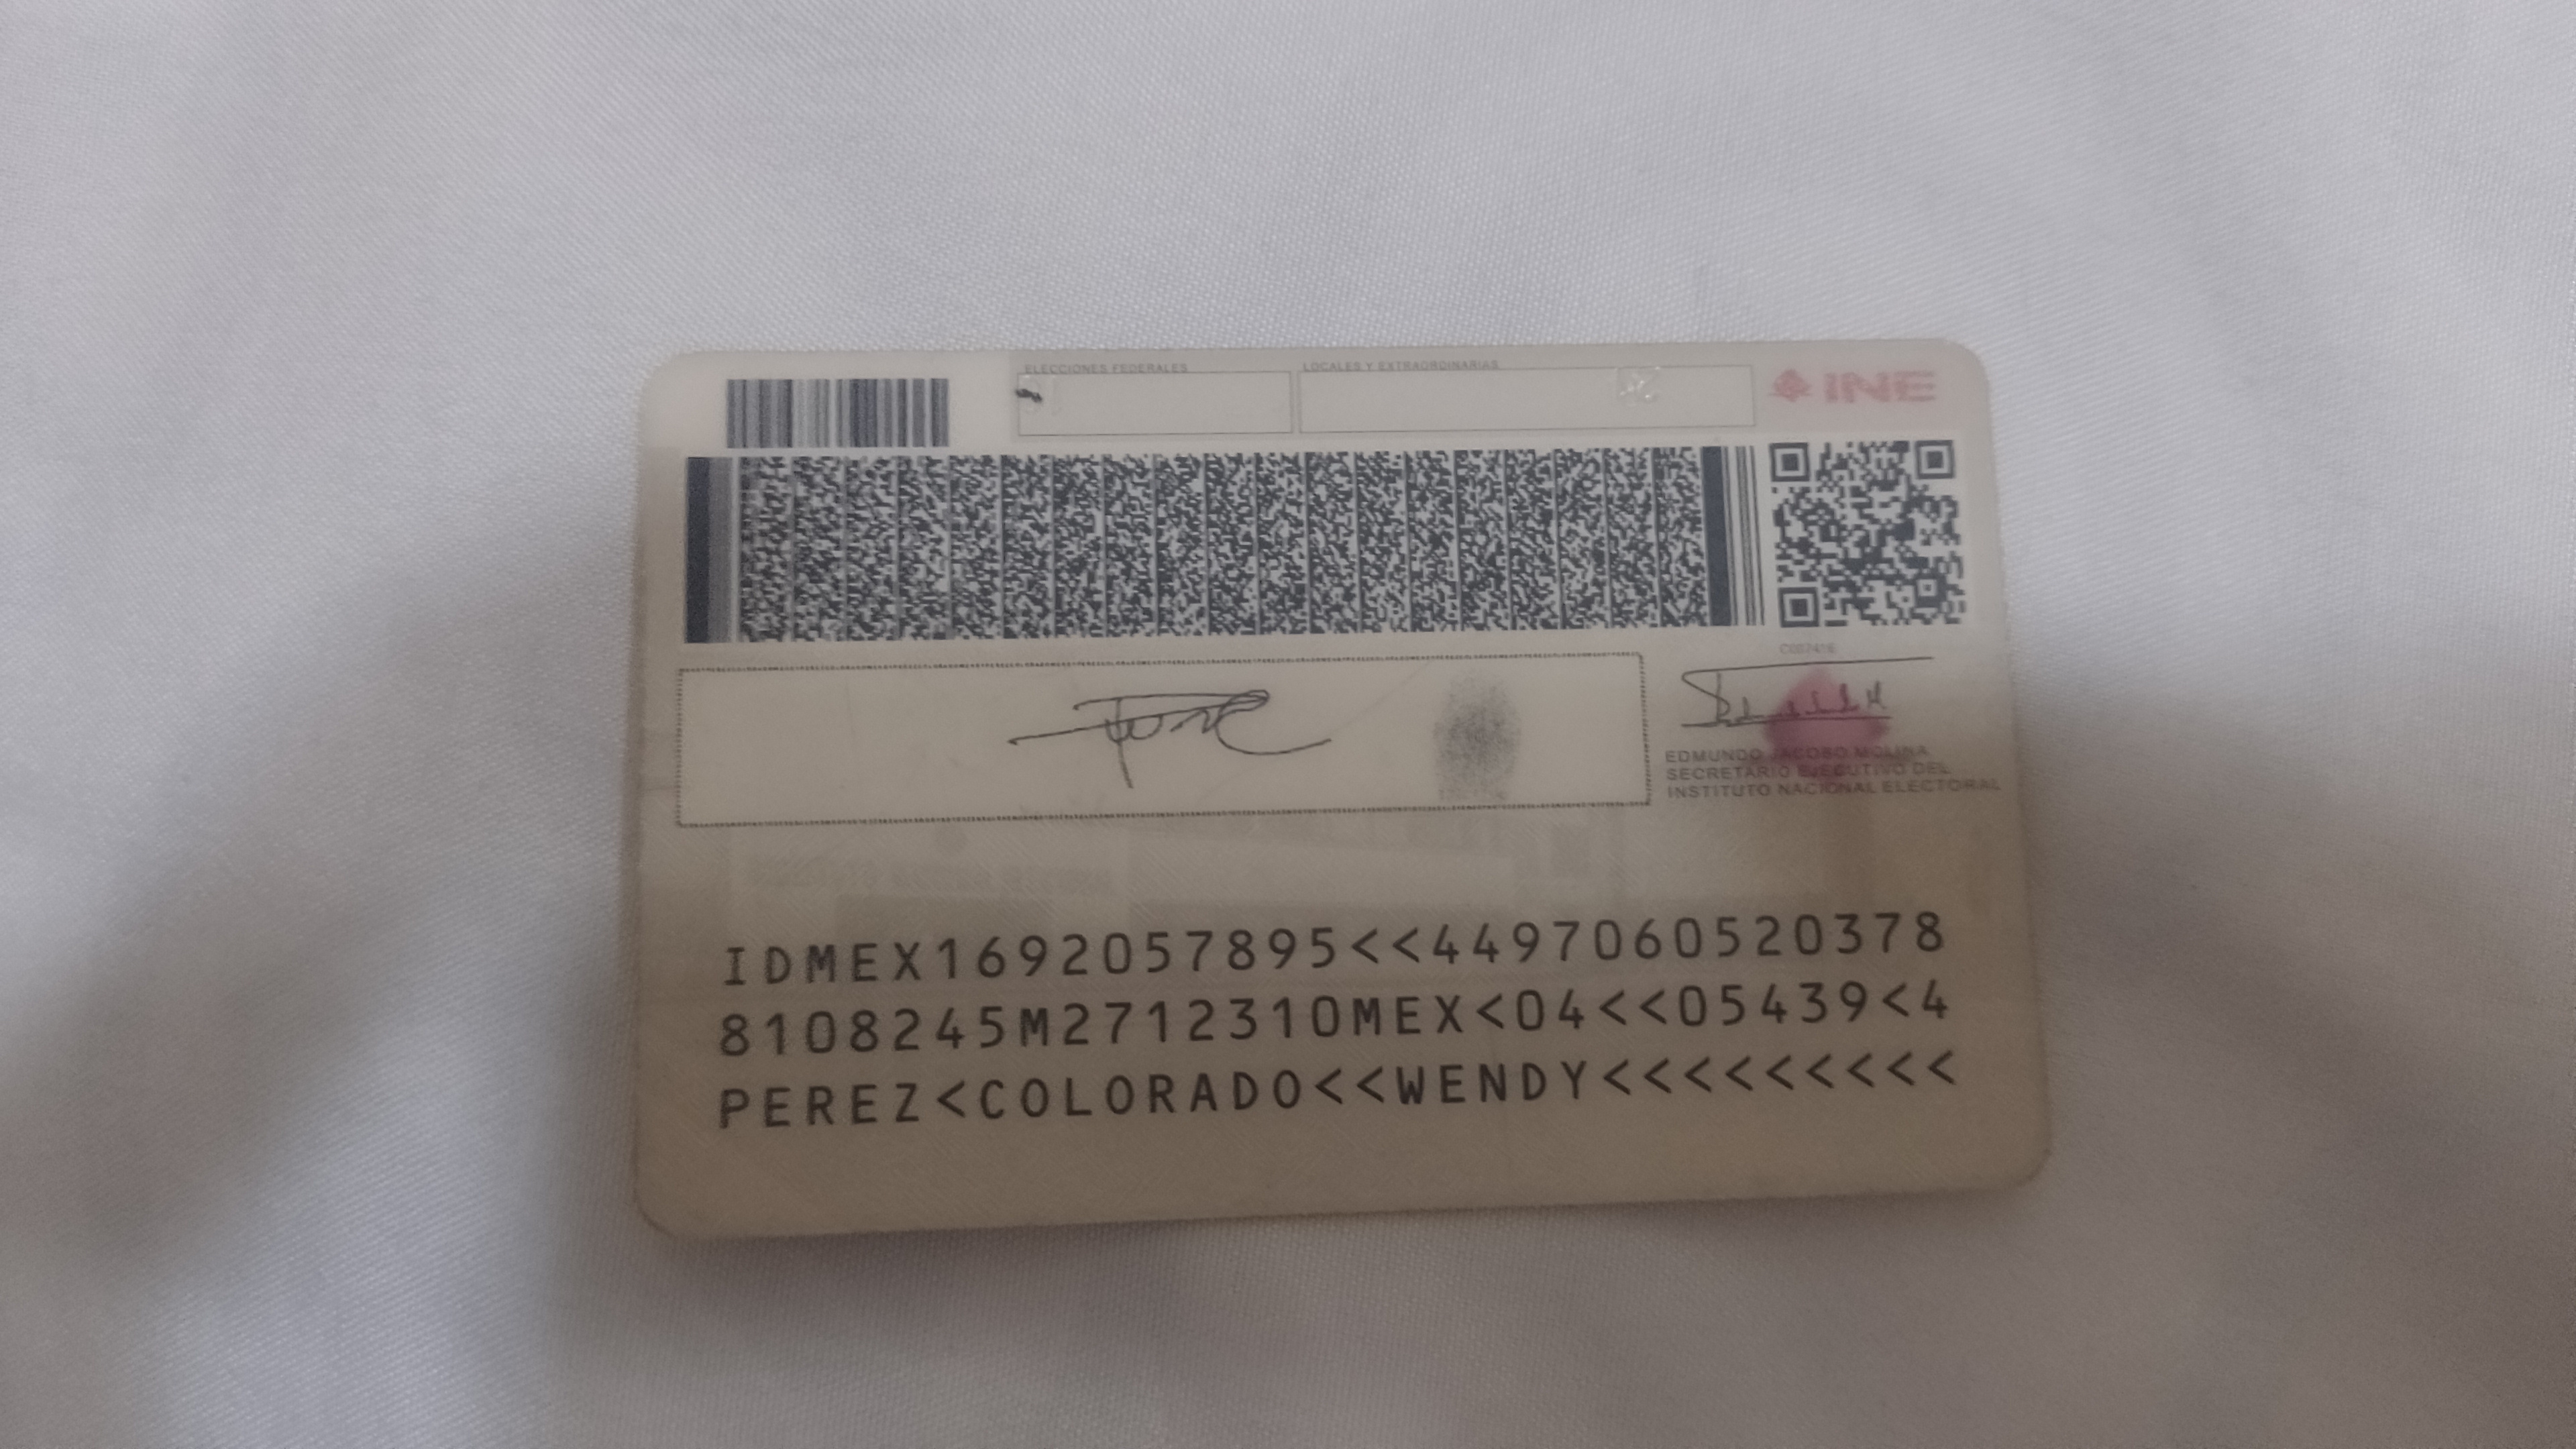 ELECCIONES FEDERALES
LOCALES Y EXTRAORDINARIAS
INE
EDMUNDO JACOBO MOLINA
SECRETARIO EJECUTIVO DEL
INSTITUTO NACIONAL ELECTORAL
IDMEX1692057895<<4497060520378
8108245M2712310MEX<04<<05439<4
PEREZ<COLORADO<<WENDY<<<<<<<<<